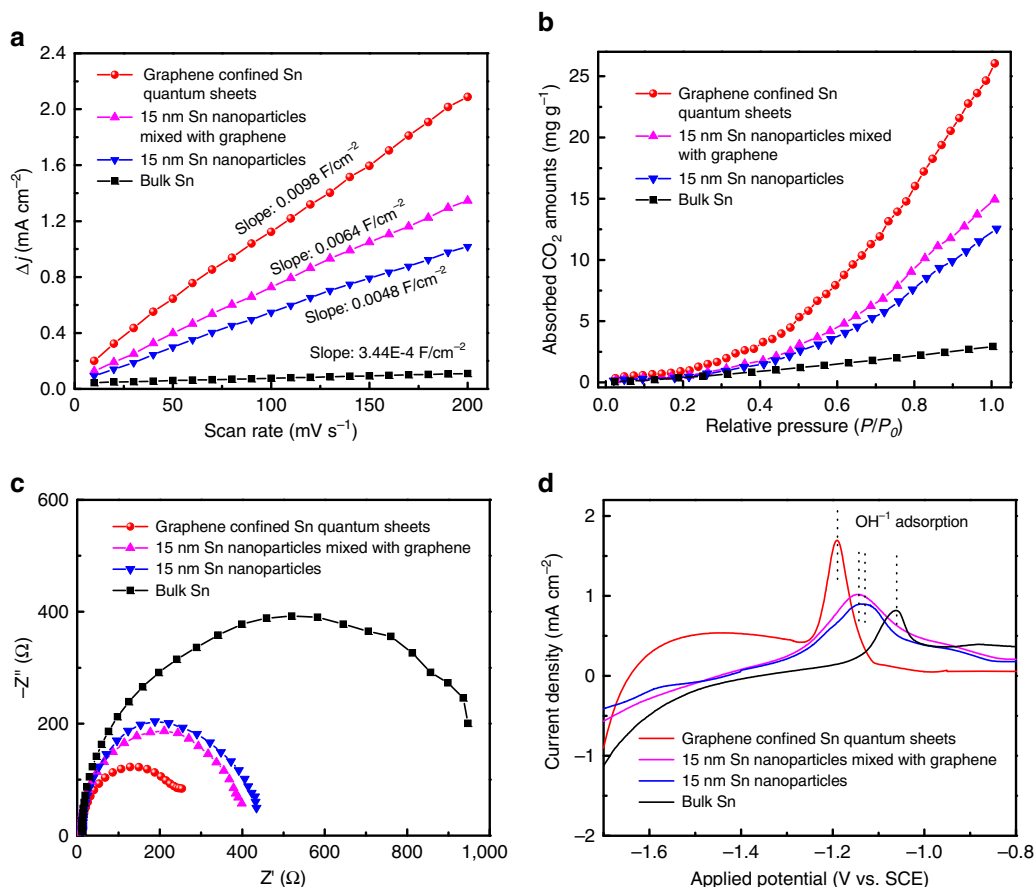 a
2.4
2.0
1.6
1.2
0.8
0.4
0.0
Δj (mA cm⁻²)
Graphene confined Sn
quantum sheets
15 nm Sn nanoparticles
mixed with graphene
15 nm Sn nanoparticles
Bulk Sn
Slope: 0.0098 F/cm⁻²
Slope: 0.0064 F/cm⁻²
Slope: 0.0048 F/cm⁻²
Slope: 3.44E-4 F/cm⁻²
0 50 100 150 200
Scan rate (mV s⁻¹)
b
25
20
15
10
5
0
Absorbed CO₂ amounts (mg g⁻¹)
Graphene confined Sn
quantum sheets
15 nm Sn nanoparticles mixed
with graphene
15 nm Sn nanoparticles
Bulk Sn
0.0 0.2 0.4 0.6 0.8 1.0
Relative pressure (P/P₀)
c
600
400
200
0
−Z″ (Ω)
Graphene confined Sn quantum sheets
15 nm Sn nanoparticles mixed with graphene
15 nm Sn nanoparticles
Bulk Sn
0 200 400 600 800 1,000
Z′ (Ω)
d
2
1
0
−1
−2
Current density (mA cm⁻²)
OH⁻¹ adsorption
Graphene confined Sn quantum sheets
15 nm Sn nanoparticles mixed with graphene
15 nm Sn nanoparticles
Bulk Sn
−1.6 −1.4 −1.2 −1.0 −0.8
Applied potential (V vs. SCE)